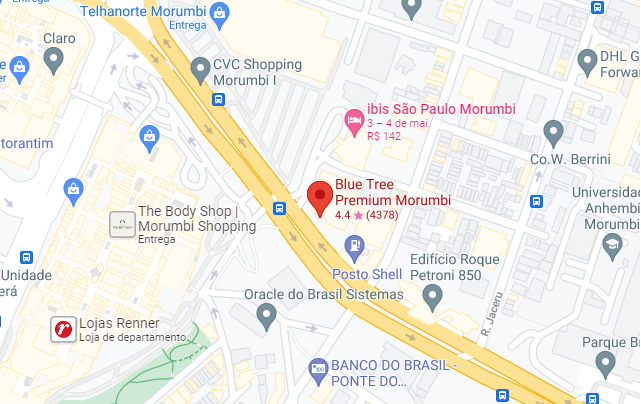 Telhanorte Morumbi
Entrega
Claro
CVC Shopping
Morumbi I
DHL G
Forward
otorantim
ibis São Paulo Morumbi
3 – 4 de mai.
R$ 142
Co.W. Berrini
Blue Tree
Premium Morumbi
4.4 ★ (4378)
The Body Shop |
Morumbi Shopping
Entrega
Universida
Anhembi
Morumbi
Unidade
erá
Posto Shell
Edifício Roque
Petroni 850
Oracle do Brasil Sistemas
R. Jaceru
Lojas Renner
Loja de departamento
Parque Br
BANCO DO BRASIL -
PONTE DO...